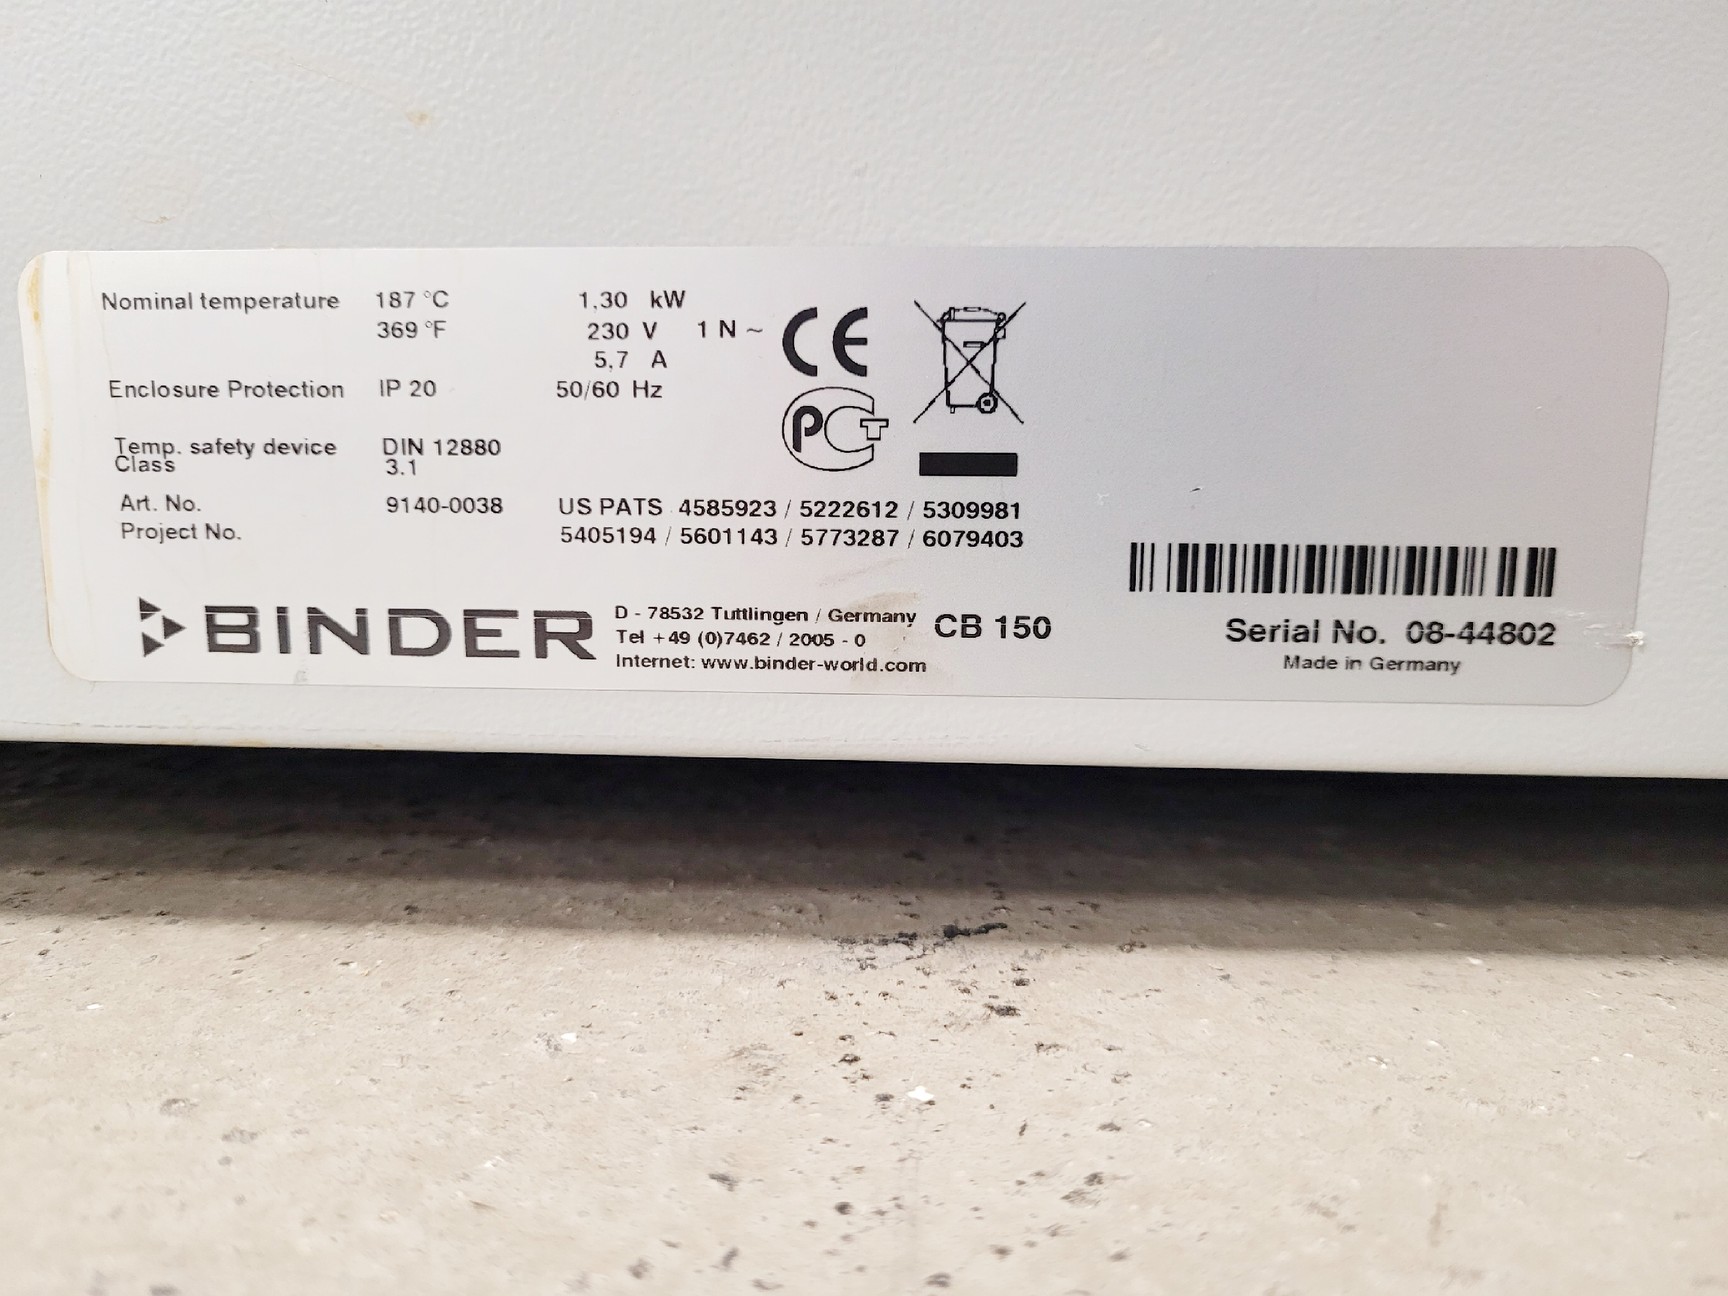 Nominal temperature 187 °C 1,30 kW
369 °F 230 V 1 N ~
5,7 A
Enclosure Protection IP 20 50/60 Hz
CE
PCT
Temp. safety device DIN 12880
Class 3.1
Art. No. 9140-0038 US PATS 4585923 / 5222612 / 5309981
Project No. 5405194 / 5601143 / 5773287 / 6079403
BINDER
D - 78532 Tuttlingen / Germany
Tel +49 (0)7462 / 2005 - 0
Internet: www.binder-world.com
CB 150
Serial No. 08-44802
Made in Germany